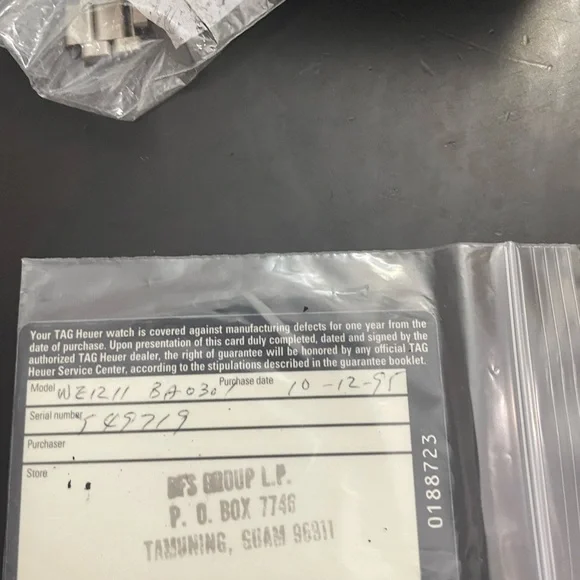 Your TAG Heuer watch is covered against manufacturing defects for one year from the
date of purchase. Upon presentation of this card duly completed, dated and signed by the
authorized TAG Heuer dealer, the right of guarantee will be honored by any official TAG
Heuer Service Center, according to the stipulations described in the guarantee booklet.
Model WE1211 BA0307 Purchase date 10-12-95
Serial number 549719
Purchaser
Store
GROUP L.P.
P. O. BOX 7746
TAMUNING, GUAM 96911
0188723